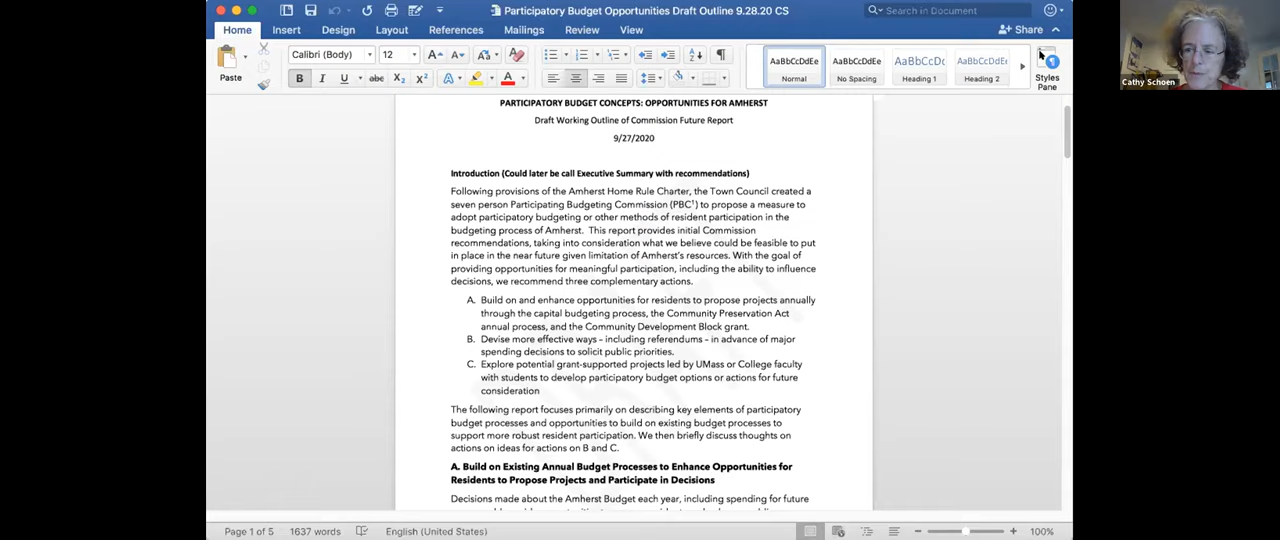 Participatory Budget Opportunities Draft Outline 9.28.20 CS
Search in Document
Home Insert Design Layout References Mailings Review View
Share
Paste
Calibri (Body) 12
AaBbCcDdEe AaBbCcDdEe AaBbCcDc AaBbCcDdEe
Normal No Spacing Heading 1 Heading 2
Styles
Pane
Cathy Schoen
PARTICIPATORY BUDGET CONCEPTS: OPPORTUNITIES FOR AMHERST
Draft Working Outline of Commission Future Report
9/27/2020
Introduction (Could later be call Executive Summary with recommendations)
Following provisions of the Amherst Home Rule Charter, the Town Council created a
seven person Participating Budgeting Commission (PBC¹) to propose a measure to
adopt participatory budgeting or other methods of resident participation in the
budgeting process of Amherst. This report provides initial Commission
recommendations, taking into consideration what we believe could be feasible to put
in place in the near future given limitation of Amherst's resources. With the goal of
providing opportunities for meaningful participation, including the ability to influence
decisions, we recommend three complementary actions.
A. Build on and enhance opportunities for residents to propose projects annually
through the capital budgeting process, the Community Preservation Act
annual process, and the Community Development Block grant.
B. Devise more effective ways – including referendums – in advance of major
spending decisions to solicit public priorities.
C. Explore potential grant-supported projects led by UMass or College faculty
with students to develop participatory budget options or actions for future
consideration
The following report focuses primarily on describing key elements of participatory
budget processes and opportunities to build on existing budget processes to
support more robust resident participation. We then briefly discuss thoughts on
actions on ideas for actions on B and C.
A. Build on Existing Annual Budget Processes to Enhance Opportunities for
Residents to Propose Projects and Participate in Decisions
Decisions made about the Amherst Budget each year, including spending for future
Page 1 of 5 1637 words English (United States) 100%